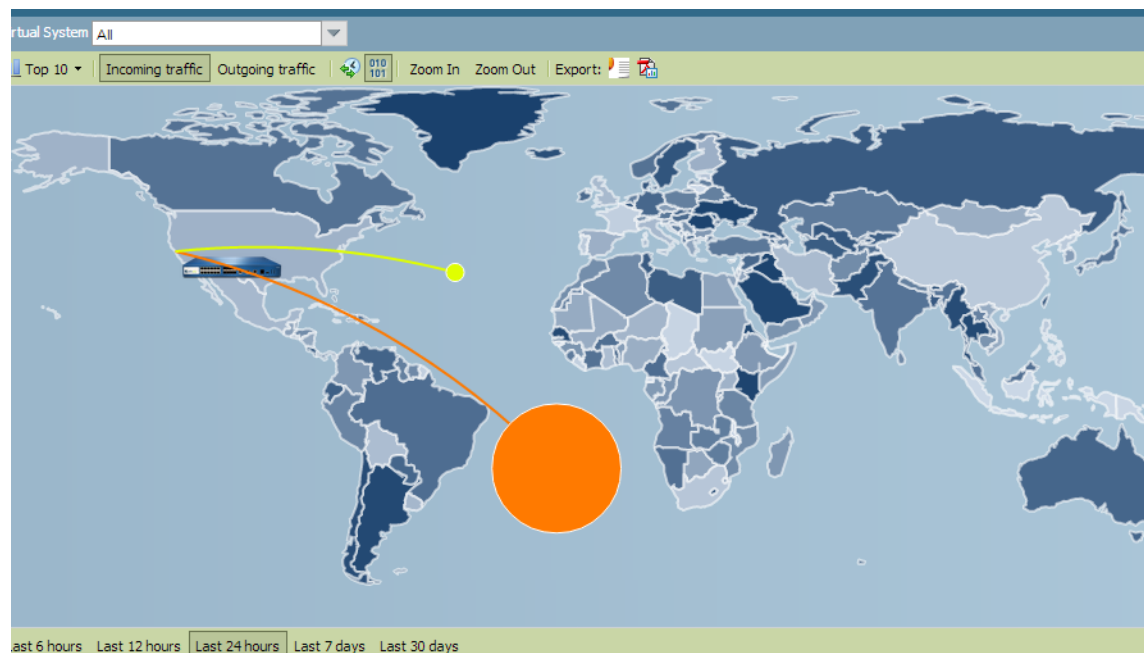 rtual System All
Top 10 Incoming traffic Outgoing traffic 010 101 Zoom In Zoom Out Export:
ast 6 hours Last 12 hours Last 24 hours Last 7 days Last 30 days